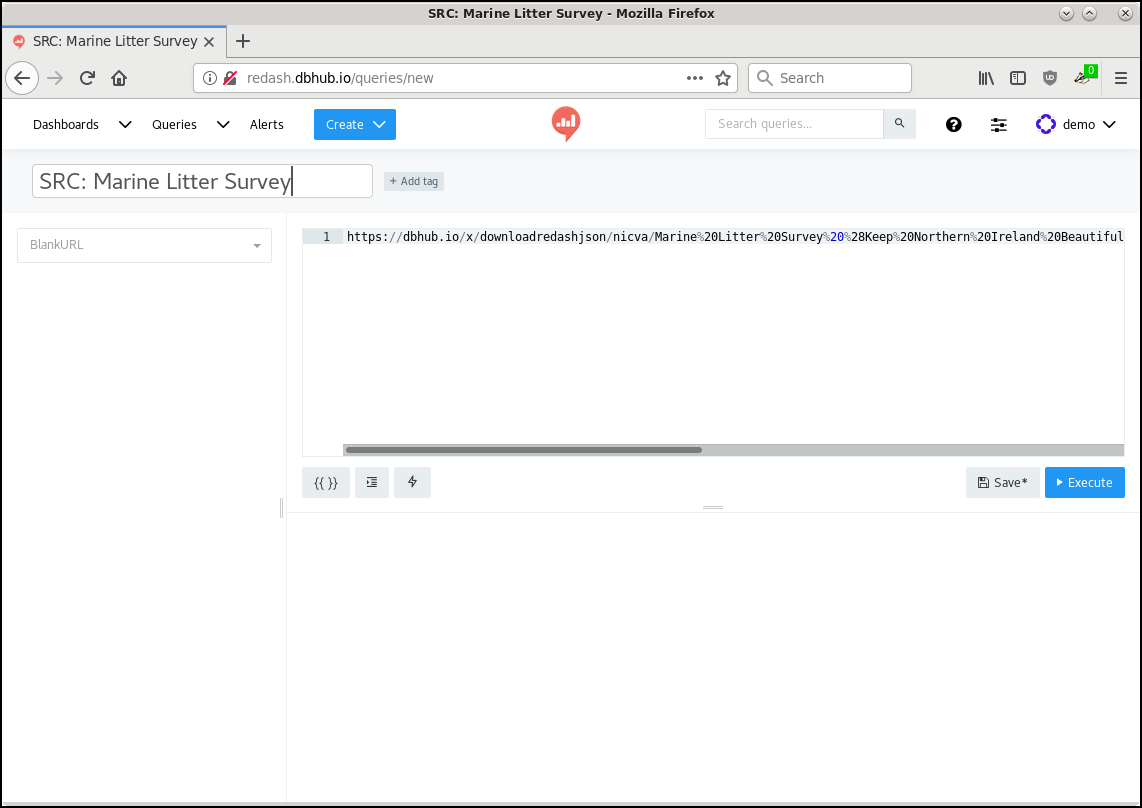 SRC: Marine Litter Survey - Mozilla Firefox
SRC: Marine Litter Survey
redash.dbhub.io/queries/new
Search
0
Dashboards
Queries
Alerts
Create
Search queries...
demo
SRC: Marine Litter Survey
+ Add tag
BlankURL
1 https://dbhub.io/x/downloadredashjson/nicva/Marine%20Litter%20Survey%20%28Keep%20Northern%20Ireland%20Beautiful
{{ }}
Save*
Execute